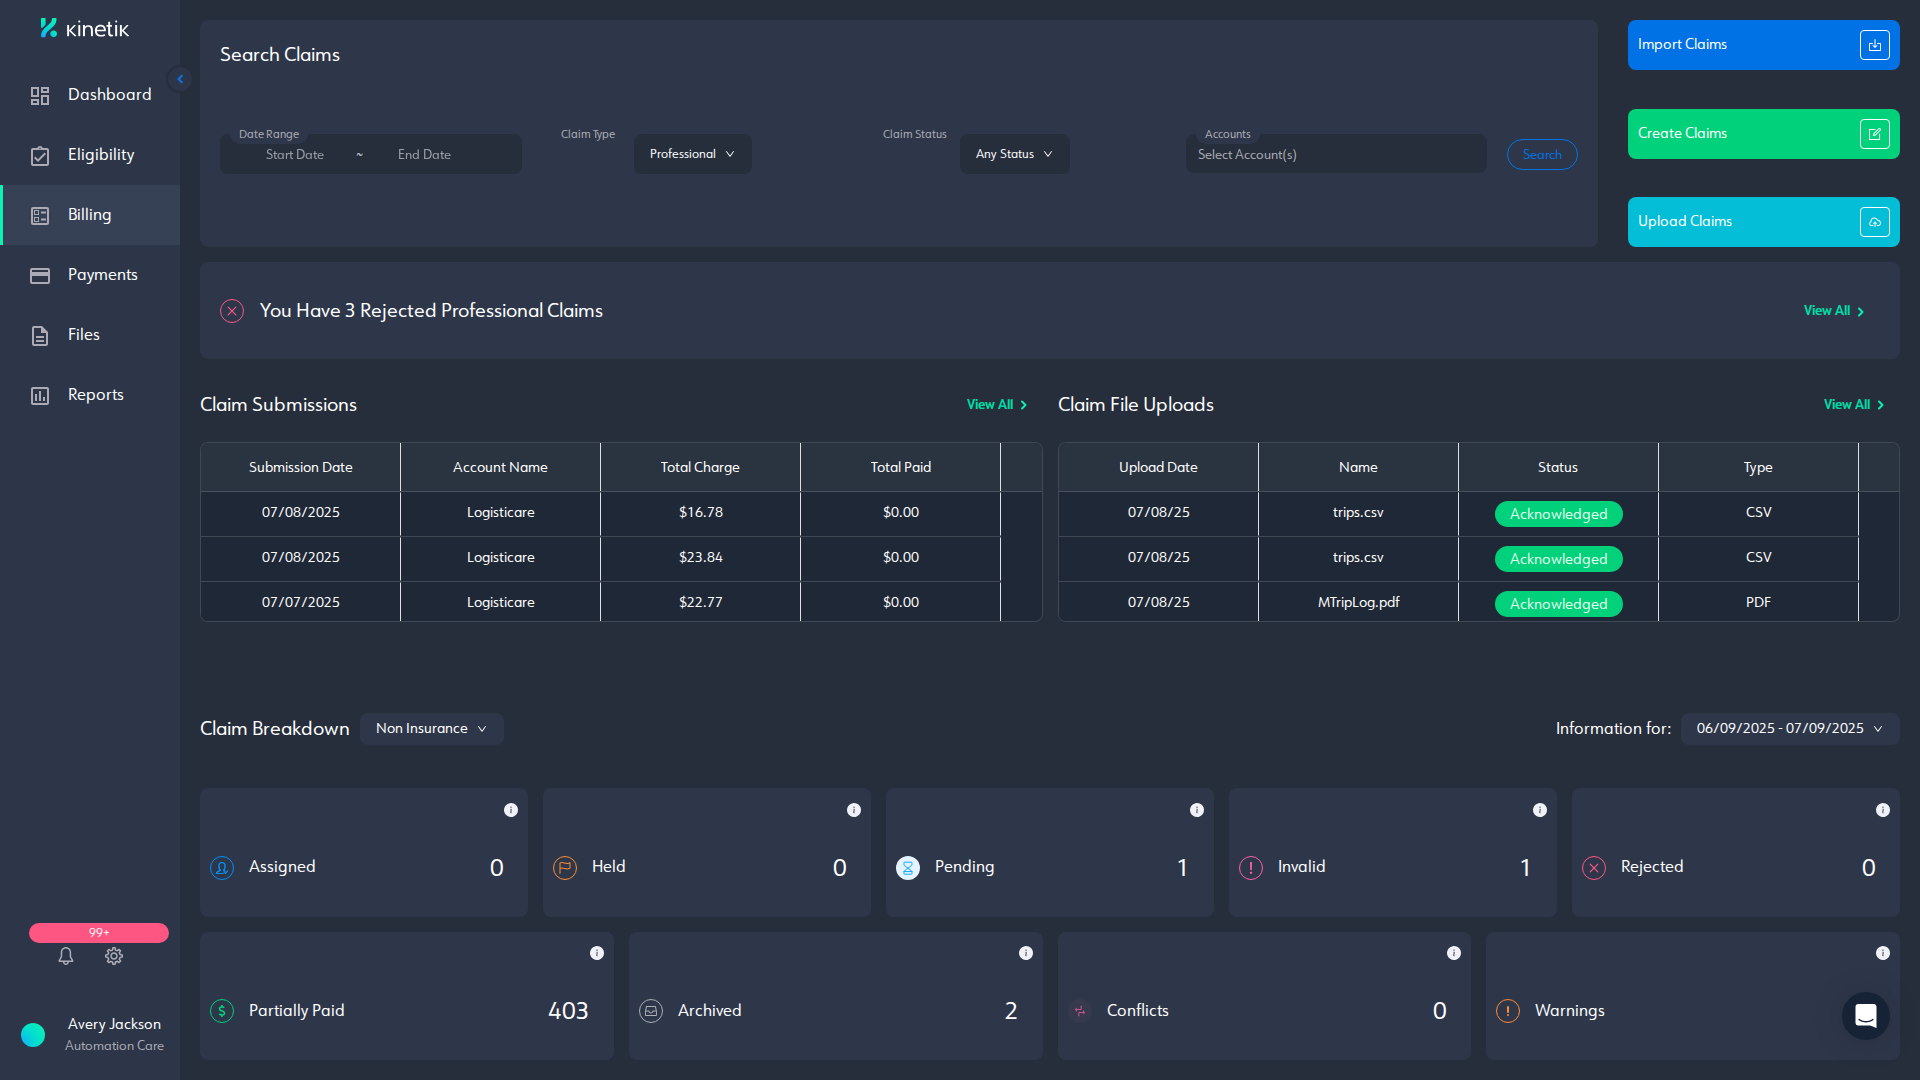 kinetik
Dashboard
Eligibility
Billing
Payments
Files
Reports
99+
Avery Jackson
Automation Care
Search Claims
Date Range
Start Date ~ End Date
Claim Type
Professional
Claim Status
Any Status
Accounts
Select Account(s)
Search
Import Claims
Create Claims
Upload Claims
You Have 3 Rejected Professional Claims
View All
Claim Submissions
View All
Submission Date Account Name Total Charge Total Paid
07/08/2025 Logisticare $16.78 $0.00
07/08/2025 Logisticare $23.84 $0.00
07/07/2025 Logisticare $22.77 $0.00
Claim File Uploads
View All
Upload Date Name Status Type
07/08/25 trips.csv Acknowledged CSV
07/08/25 trips.csv Acknowledged CSV
07/08/25 MTripLog.pdf Acknowledged PDF
Claim Breakdown
Non Insurance
Information for:
06/09/2025 - 07/09/2025
Assigned 0
Held 0
Pending 1
Invalid 1
Rejected 0
Partially Paid 403
Archived 2
Conflicts 0
Warnings